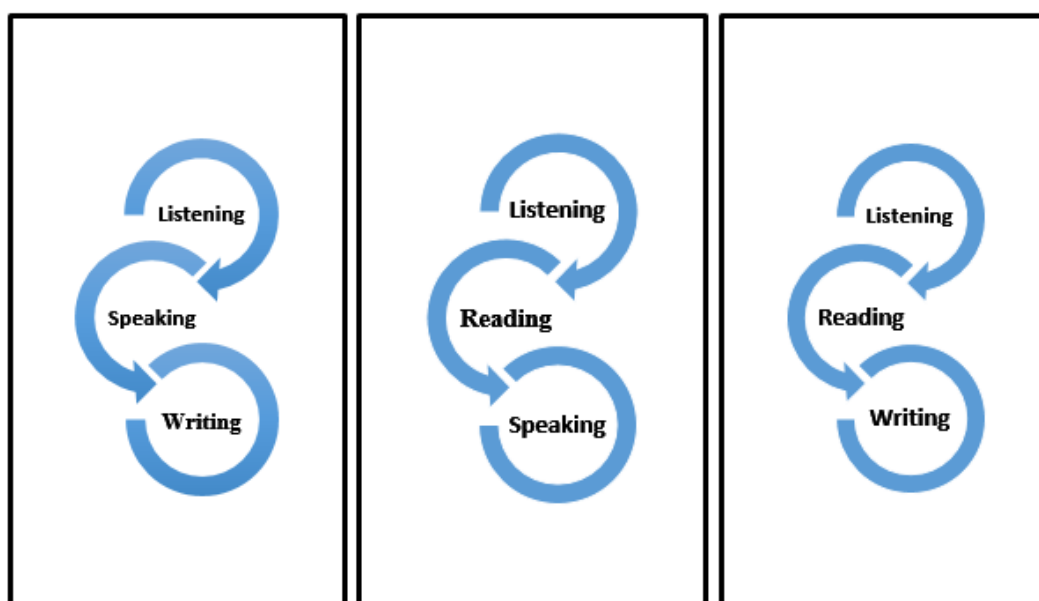 Listening
Speaking
Writing
Listening
Reading
Speaking
Listening
Reading
Writing